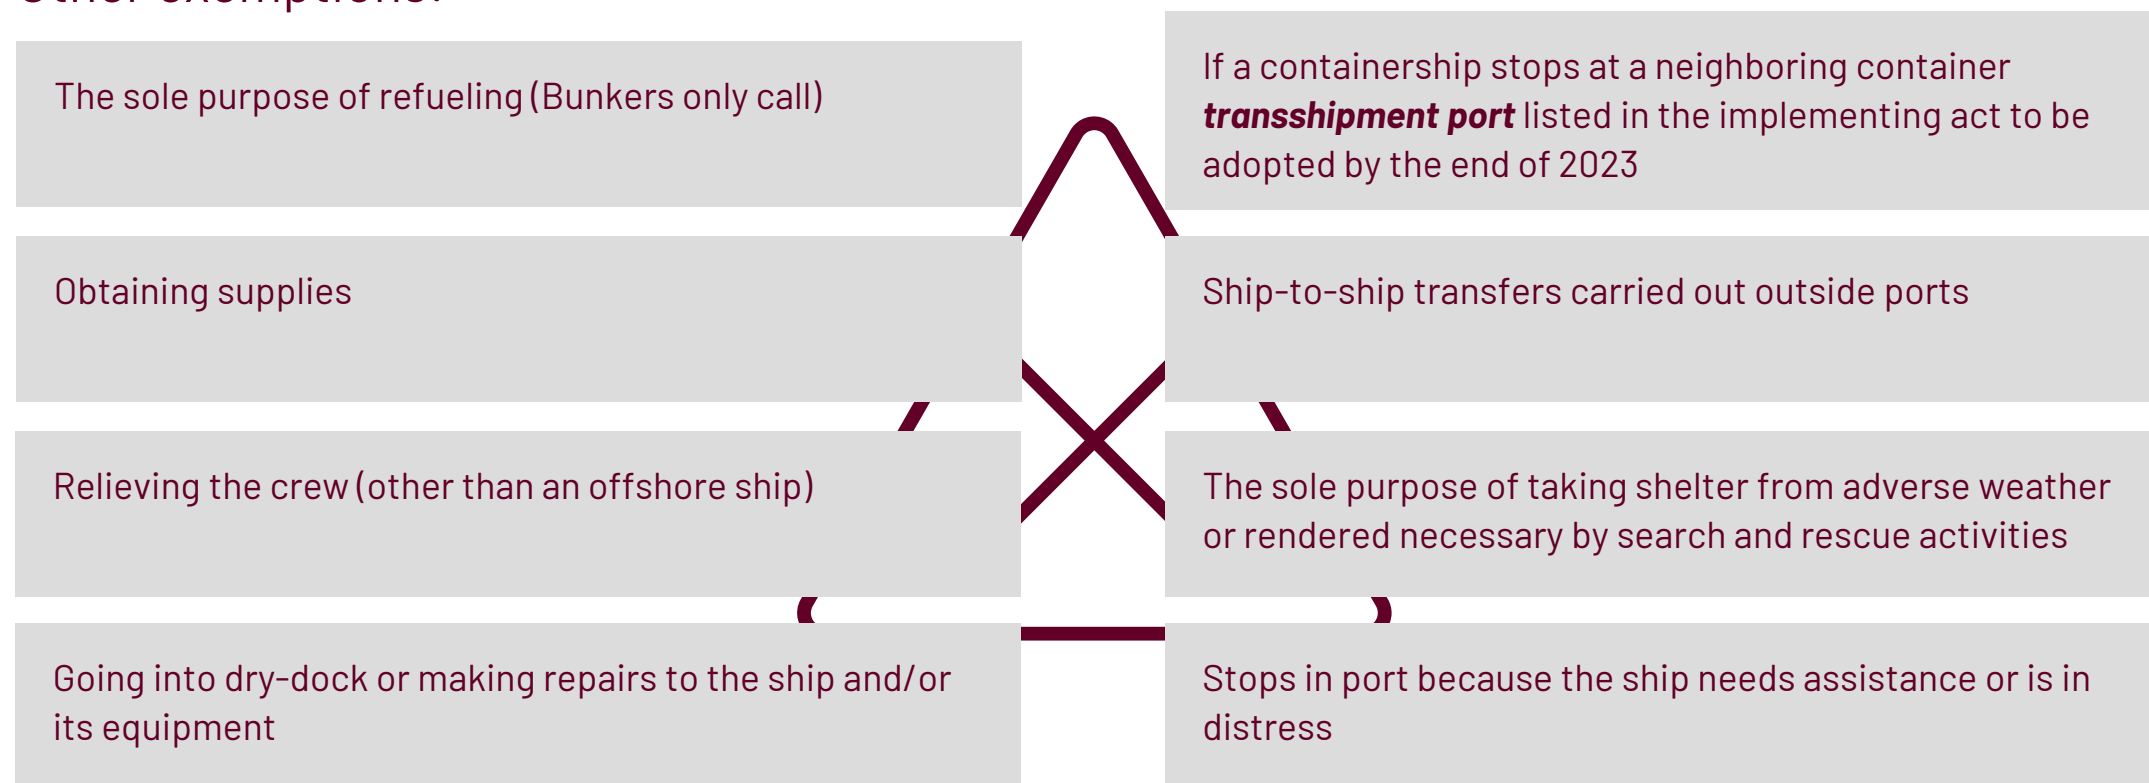 Other exemptions:
The sole purpose of refueling (Bunkers only call)
Obtaining supplies
Relieving the crew (other than an offshore ship)
Going into dry-dock or making repairs to the ship and/or
its equipment
If a containership stops at a neighboring container
transshipment port listed in the implementing act to be
adopted by the end of 2023
Ship-to-ship transfers carried out outside ports
The sole purpose of taking shelter from adverse weather
or rendered necessary by search and rescue activities
Stops in port because the ship needs assistance or is in
distress